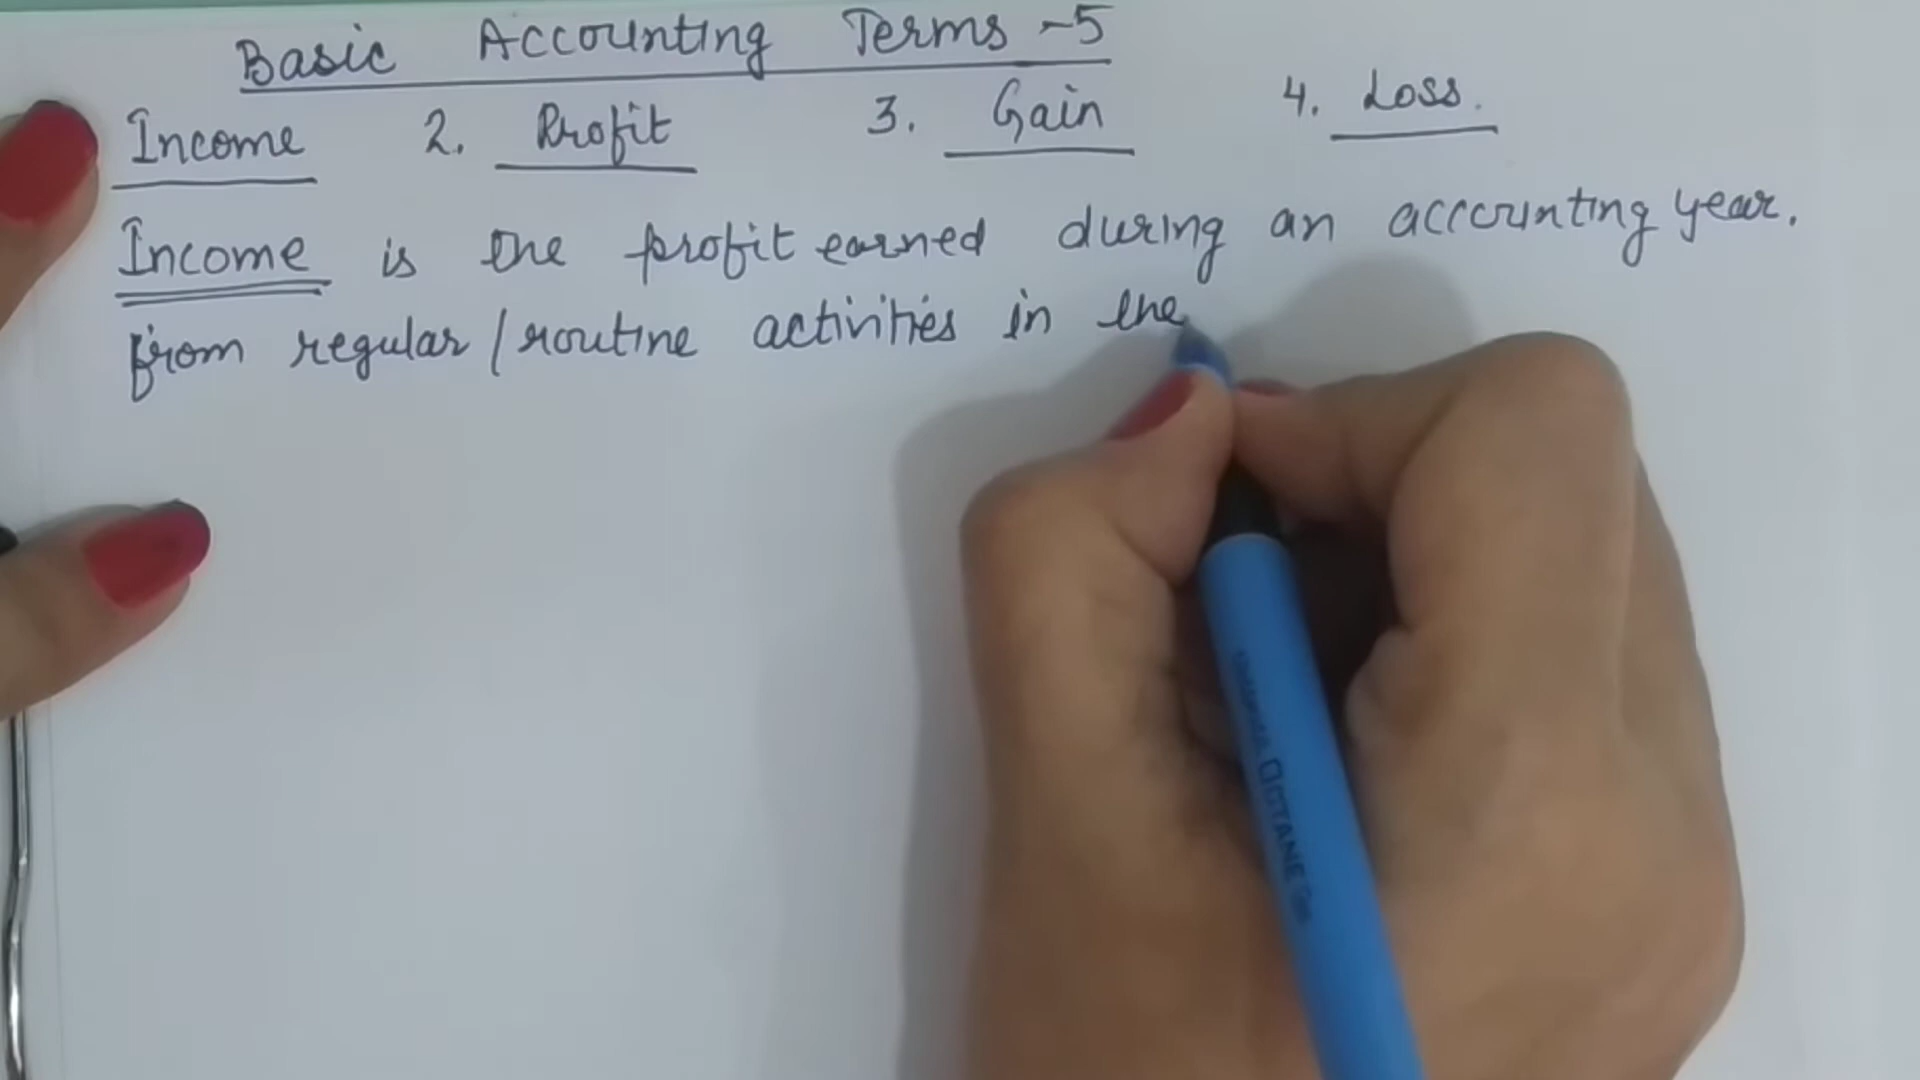 Basic Accounting Terms -5
Income 2. Profit 3. Gain 4. Loss.
Income is the profit earned during an accounting year.
from regular/routine activities in the
OCTANE